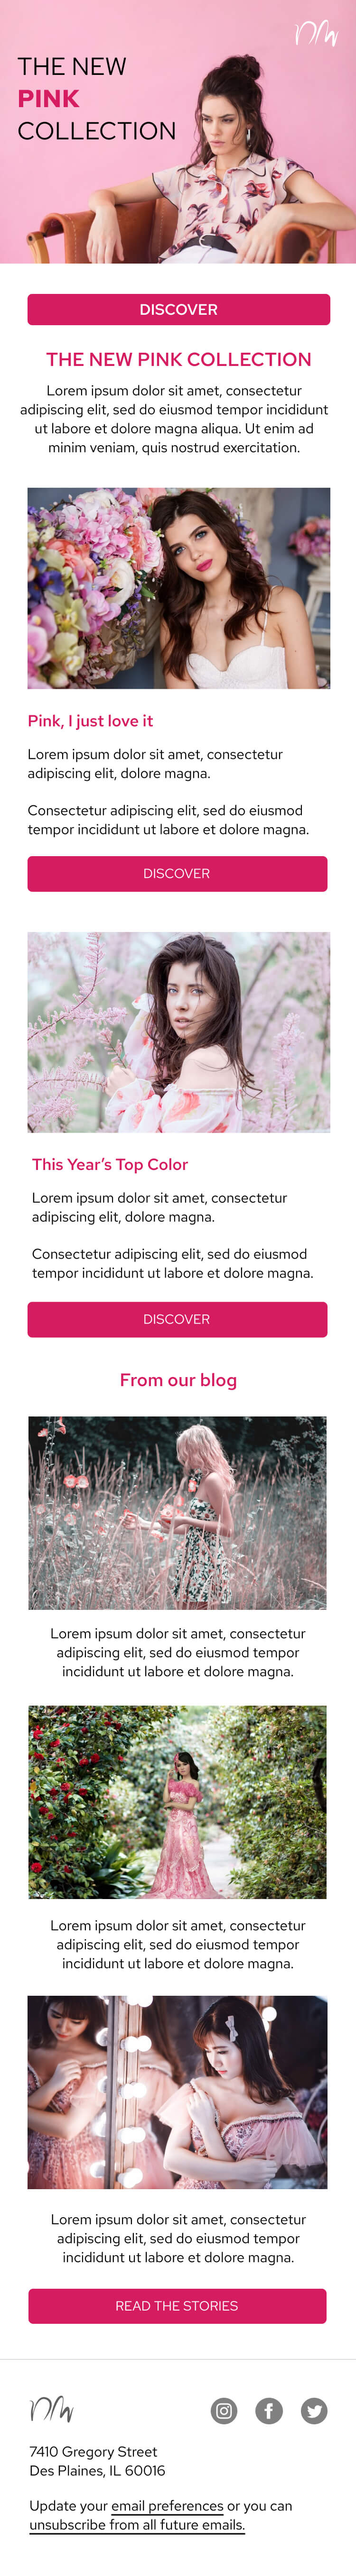 THE NEW
PINK
COLLECTION
DISCOVER
THE NEW PINK COLLECTION
Lorem ipsum dolor sit amet, consectetur
adipiscing elit, sed do eiusmod tempor incididunt
ut labore et dolore magna aliqua. Ut enim ad
minim veniam, quis nostrud exercitation.
Pink, I just love it
Lorem ipsum dolor sit amet, consectetur
adipiscing elit, dolore magna.
Consectetur adipiscing elit, sed do eiusmod
tempor incididunt ut labore et dolore magna.
DISCOVER
This Year's Top Color
Lorem ipsum dolor sit amet, consectetur
adipiscing elit, dolore magna.
Consectetur adipiscing elit, sed do eiusmod
tempor incididunt ut labore et dolore magna.
DISCOVER
From our blog
Lorem ipsum dolor sit amet, consectetur
adipiscing elit, sed do eiusmod tempor
incididunt ut labore et dolore magna.
Lorem ipsum dolor sit amet, consectetur
adipiscing elit, sed do eiusmod tempor
incididunt ut labore et dolore magna.
Lorem ipsum dolor sit amet, consectetur
adipiscing elit, sed do eiusmod tempor
incididunt ut labore et dolore magna.
READ THE STORIES
7410 Gregory Street
Des Plaines, IL 60016
Update your email preferences or you can
unsubscribe from all future emails.